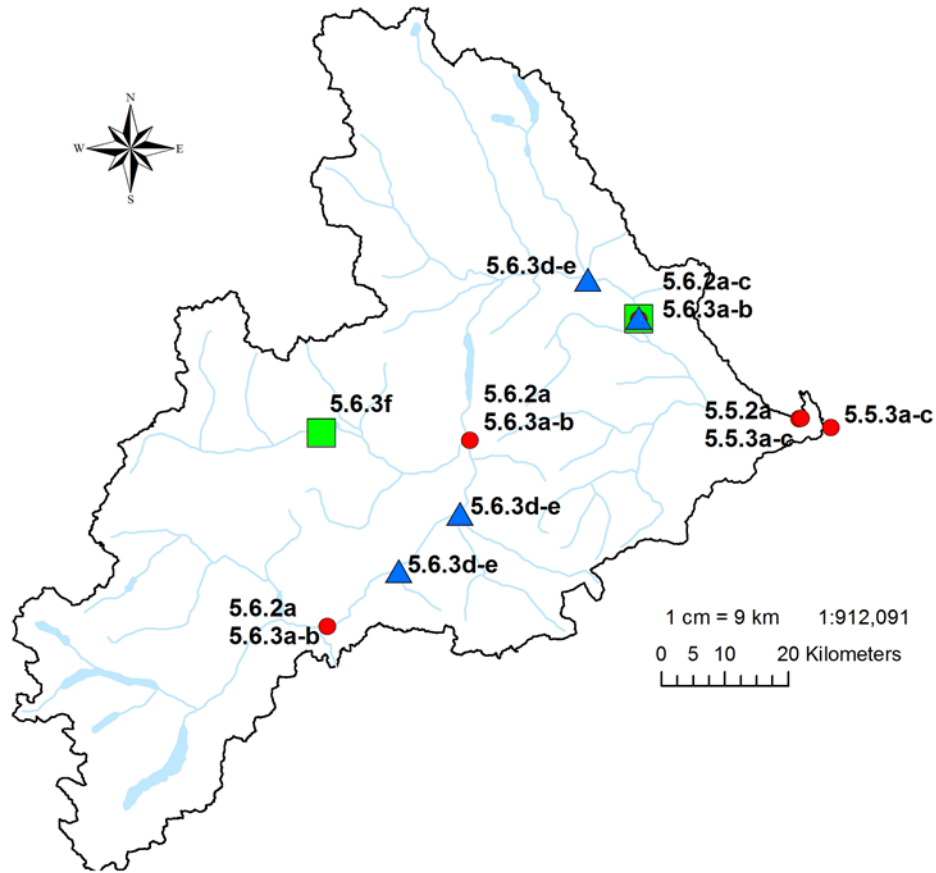 N
W E
S
5.6.3d-e
5.6.2a-c
5.6.3a-b
5.6.3f
5.6.2a
5.6.3a-b
5.5.2a
5.5.3a-c
5.5.3a-c
5.6.3d-e
5.6.3d-e
5.6.2a
5.6.3a-b
1 cm = 9 km 1:912,091
0 5 10 20 Kilometers